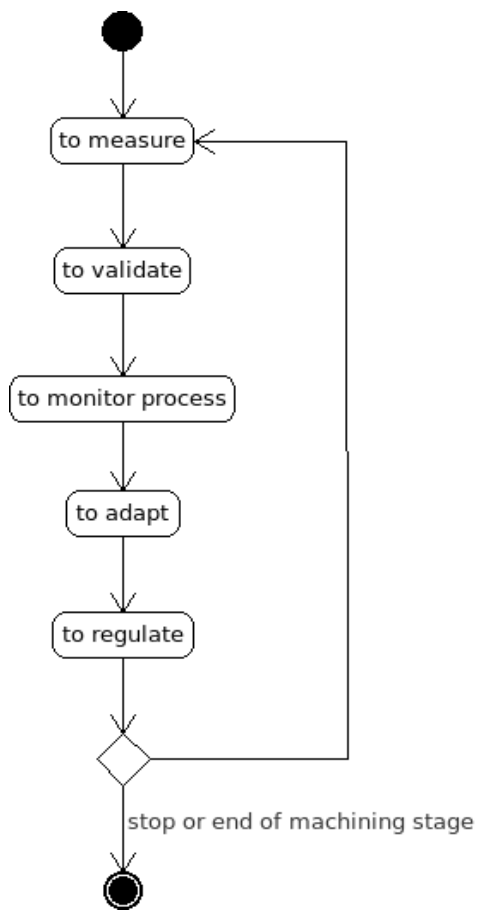 to measure
to validate
to monitor process
to adapt
to regulate
stop or end of machining stage